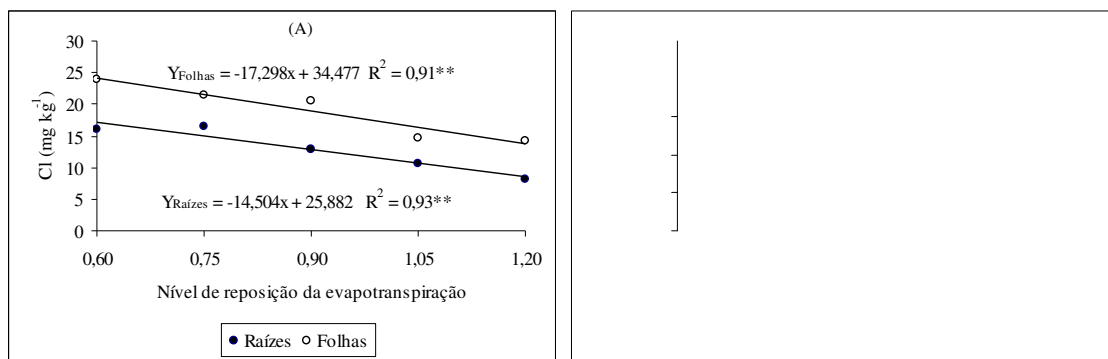 (A)
30
25
20
15
10
5
0
Cl (mg kg⁻¹)
Y_Folhas = -17,298x + 34,477 R² = 0,91**
Y_Raízes = -14,504x + 25,882 R² = 0,93**
0,60 0,75 0,90 1,05 1,20
Nível de reposição da evapotranspiração
Raízes Folhas